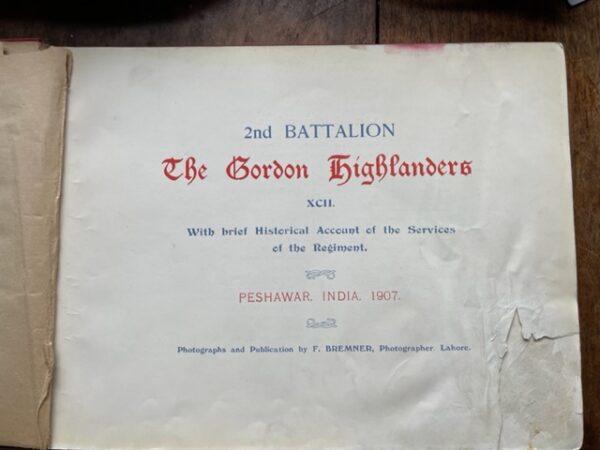 2nd BATTALION
The Gordon Highlanders
XCII.
With brief Historical Account of the Services
of the Regiment.
PESHAWAR. INDIA. 1907.
Photographs and Publication by F. BREMNER, Photographer Lahore.